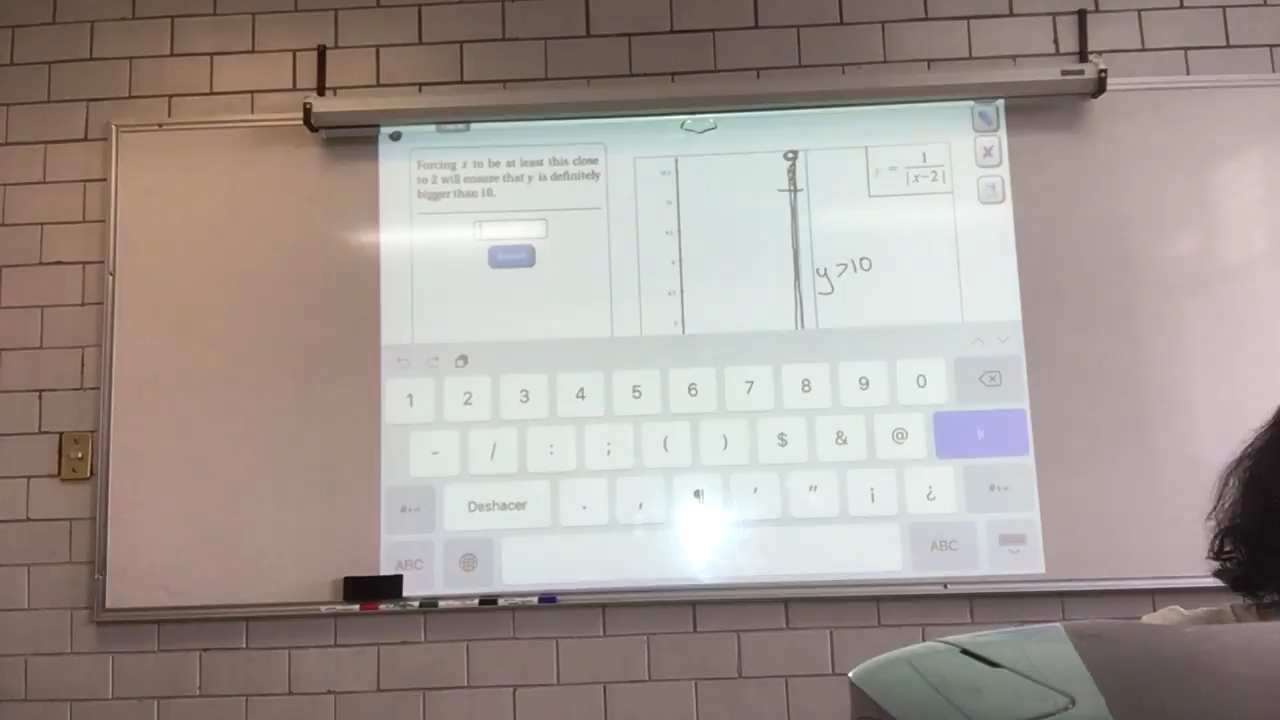 Forcing x to be at least this close
to 2 will ensure that y is definitely
bigger than 10.
y = 1/|x-2|
y>10
1 2 3 4 5 6 7 8 9 0
- / : ; ( ) $ & @ Ir
#+= Deshacer . , ¶ ' " ¡ ¿ #+=
ABC ABC